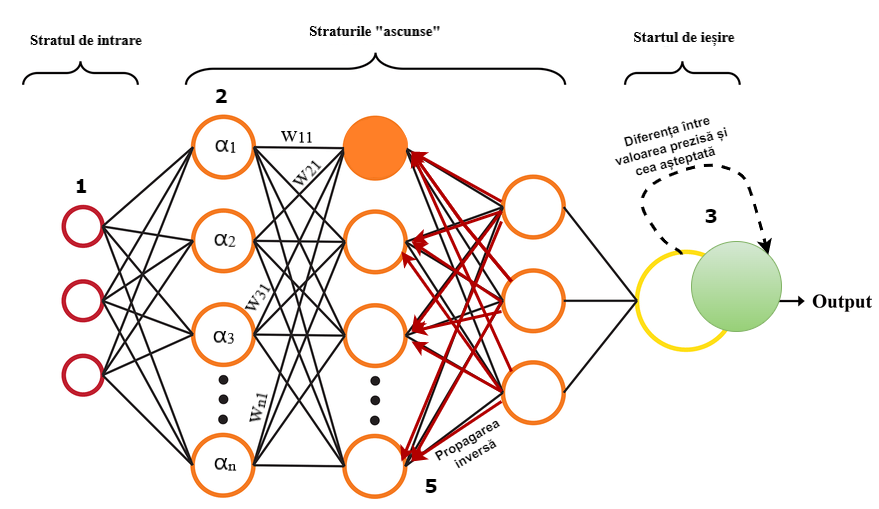 Stratul de intrare
Straturile "ascunse"
Startul de ieșire
1
2
α1
α2
α3
αn
W11
W21
W31
Wn1
Diferența între
valoarea prezisă și
cea așteptată
3
Output
Propagarea
inversă
5